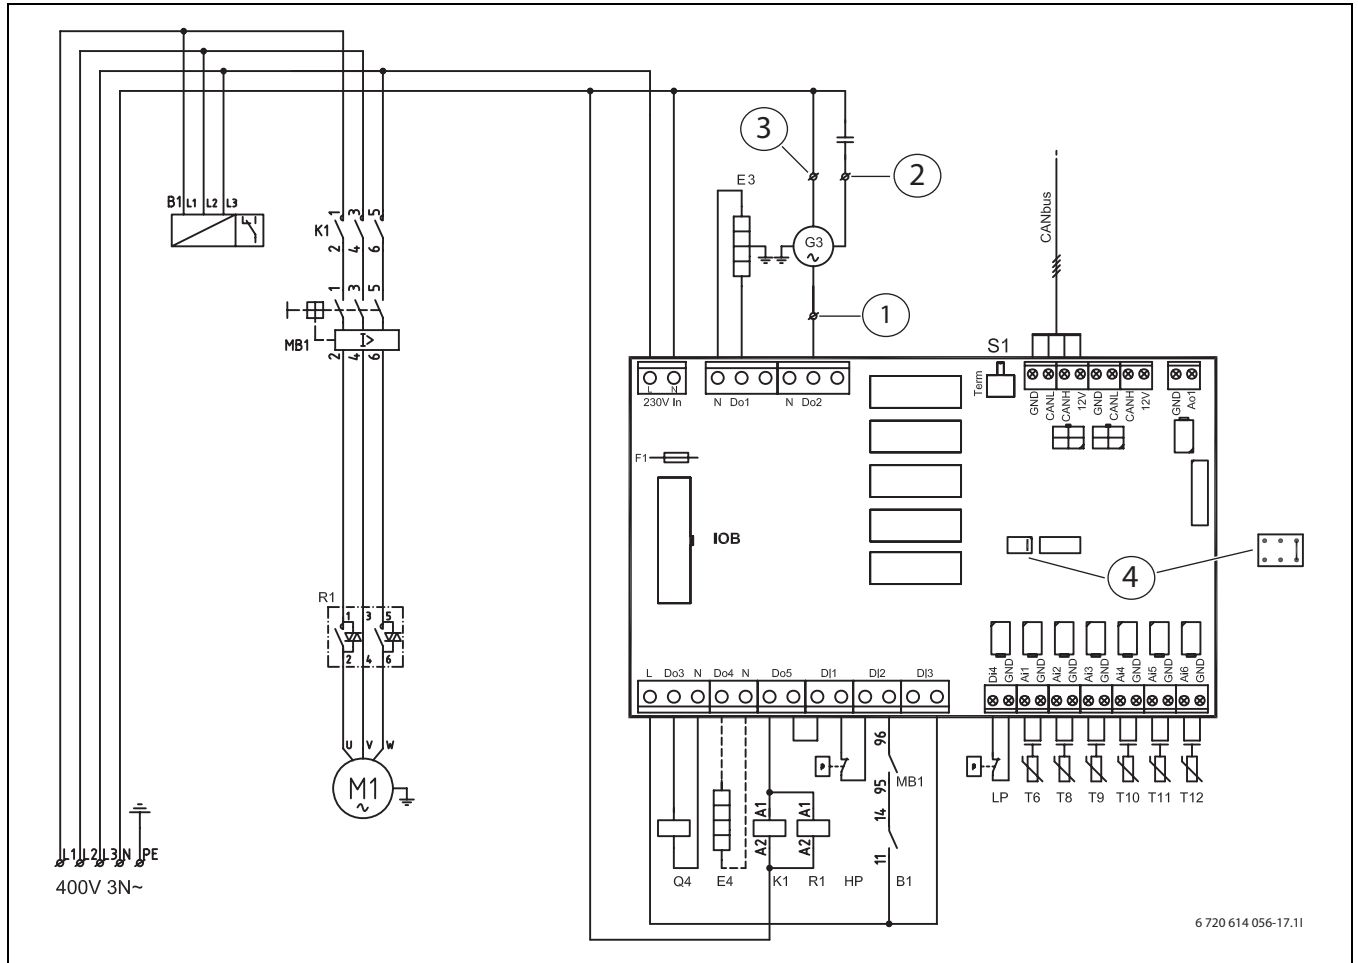 3
2
E3
CANbus
B1 L1 L2 L3
1 3 5
K1
2 4 6
G3
1
1 3 5
MB1
I>
2 4 6
S1
Term
L N
230V In
N Do1
N Do2
GND CANL CANH 12V GND CANL CANH 12V
GND Ao1
F1
IOB
4
R1
1 3 5
2 4 6
L Do3 N Do4 N Do5 DI1 DI2 DI3
Di4 GND Ai1 GND Ai2 GND Ai3 GND Ai4 GND Ai5 GND Ai6 GND
U V W
M1
96
P
MB1
95
P
LP T6 T8 T9 T10 T11 T12
14
A1 A1
A2 A2
11
Q4 E4 K1 R1 HP B1
L1 L2 L3 N PE
400V 3N~
6 720 614 056-17.1I